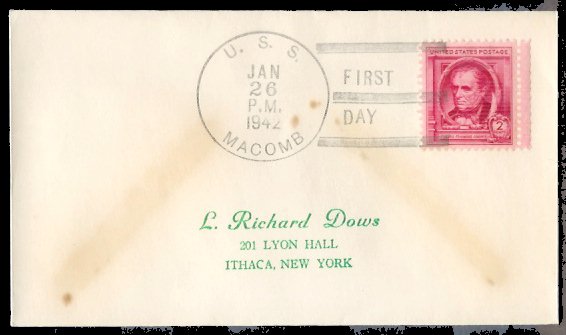 U. S. S.
JAN
26
P.M.
1942
MACOMB
FIRST
DAY
UNITED STATES POSTAGE
2¢
L. Richard Dows
201 LYON HALL
ITHACA, NEW YORK